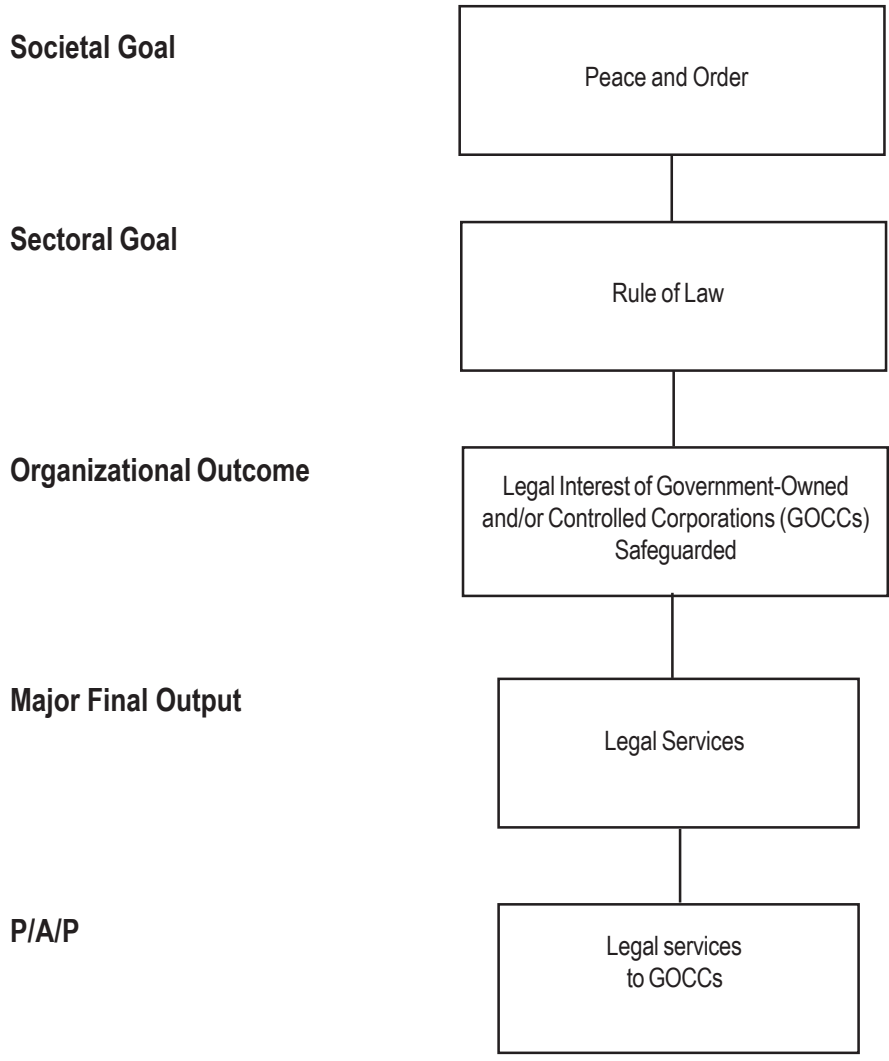 Societal Goal
Peace and Order
Sectoral Goal
Rule of Law
Organizational Outcome
Legal Interest of Government-Owned
and/or Controlled Corporations (GOCCs)
Safeguarded
Major Final Output
Legal Services
P/A/P
Legal services
to GOCCs